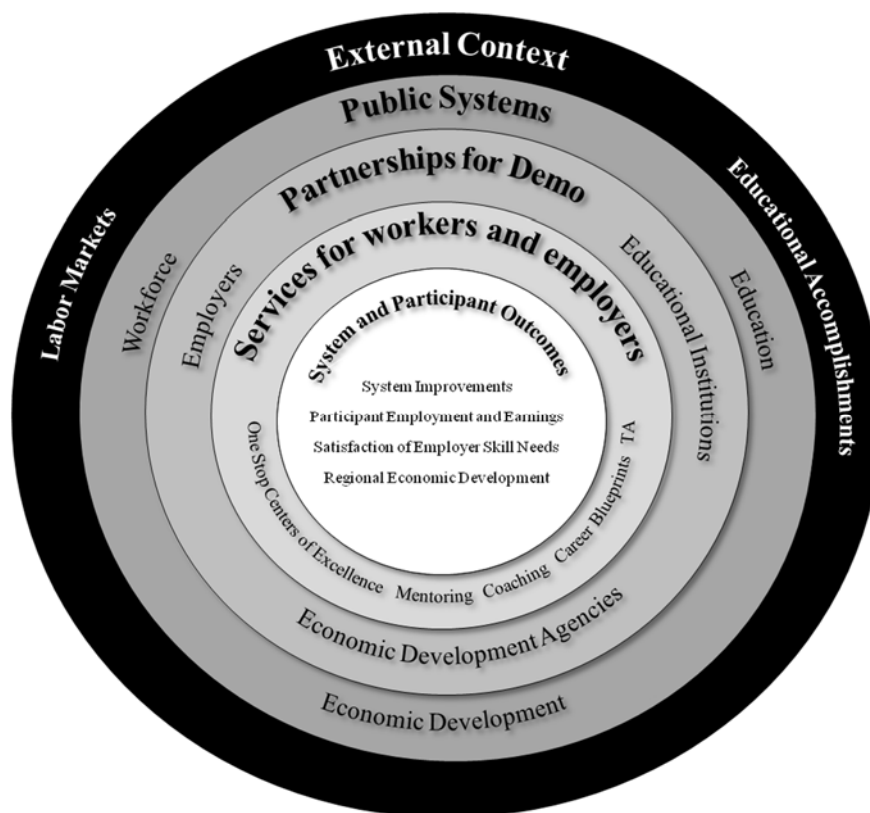 External Context
Labor Markets
Educational Accomplishments
Public Systems
Workforce
Education
Economic Development
Partnerships for Demo
Employers
Educational Institutions
Economic Development Agencies
Services for workers and employers
One Stop Centers of Excellence
Mentoring
Coaching
Career Blueprints
TA
System and Participant Outcomes
System Improvements
Participant Employment and Earnings
Satisfaction of Employer Skill Needs
Regional Economic Development